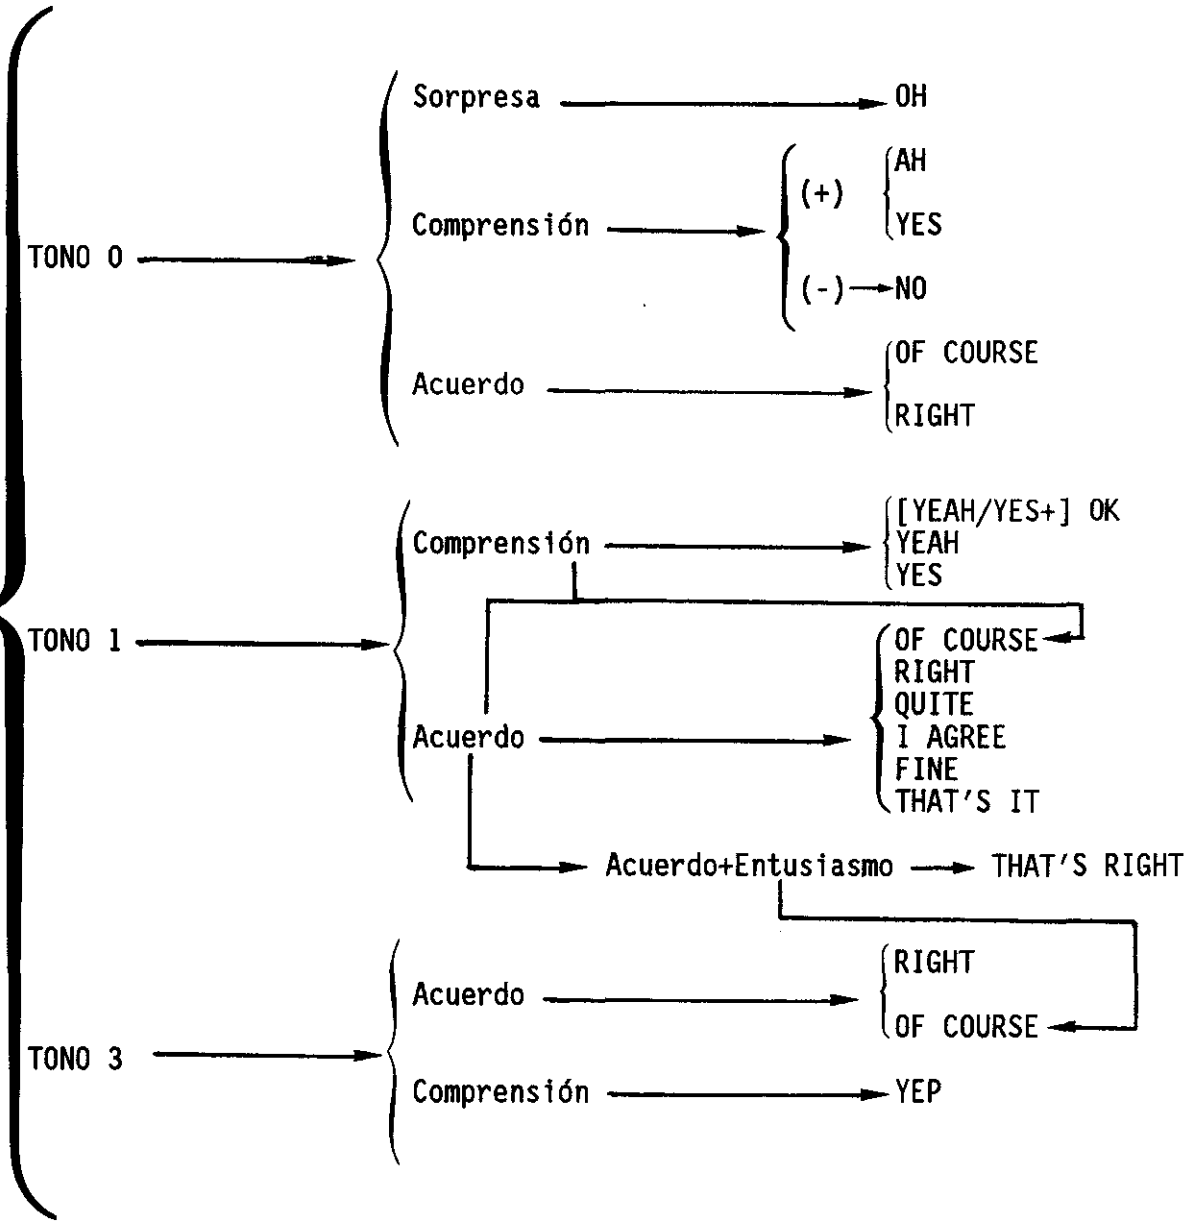 Sorpresa OH
AH
(+)
Comprensión YES
TONO 0
(-) NO
OF COURSE
Acuerdo
RIGHT
[YEAH/YES+] OK
Comprensión YEAH
YES
TONO 1 OF COURSE
RIGHT
QUITE
Acuerdo I AGREE
FINE
THAT'S IT
Acuerdo+Entusiasmo THAT'S RIGHT
RIGHT
Acuerdo
OF COURSE
TONO 3
Comprensión YEP